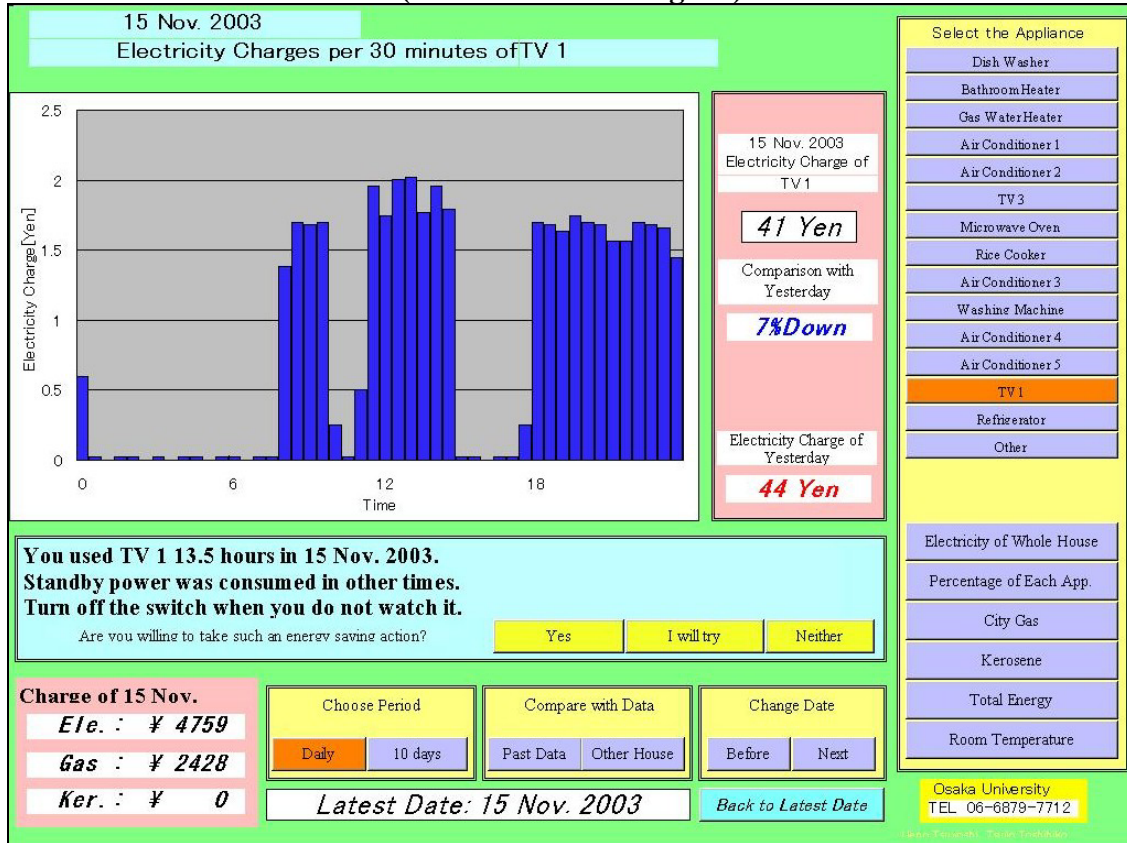 15 Nov. 2003
Electricity Charges per 30 minutes of TV 1
2.5
2
1.5
1
0.5
0
Electricity Charge[Yen]
0 6 12 18
Time
15 Nov. 2003
Electricity Charge of
TV 1
41 Yen
Comparison with
Yesterday
7%Down
Electricity Charge of
Yesterday
44 Yen
Select the Appliance
Dish Washer
Bathroom Heater
Gas Water Heater
Air Conditioner 1
Air Conditioner 2
TV 3
Microwave Oven
Rice Cooker
Air Conditioner 3
Washing Machine
Air Conditioner 4
Air Conditioner 5
TV 1
Refrigerator
Other
Electricity of Whole House
Percentage of Each App.
City Gas
Kerosene
Total Energy
Room Temperature
You used TV 1 13.5 hours in 15 Nov. 2003.
Standby power was consumed in other times.
Turn off the switch when you do not watch it.
Are you willing to take such an energy saving action?
Yes
I will try
Neither
Charge of 15 Nov.
Ele. : ¥ 4759
Gas : ¥ 2428
Ker. : ¥ 0
Choose Period
Daily
10 days
Compare with Data
Past Data
Other House
Change Date
Before
Next
Latest Date: 15 Nov. 2003
Back to Latest Date
Osaka University
TEL 06-6879-7712